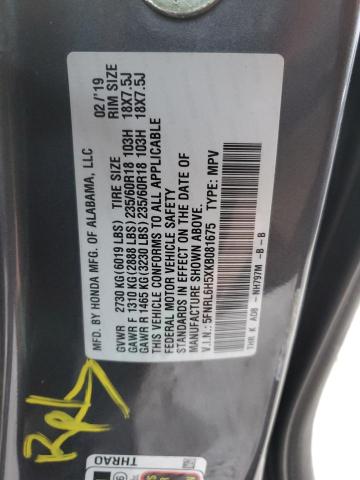 MFD. BY HONDA MFG. OF ALABAMA, LLC 02/'19
GVWR 2730 KG(6019 LBS) TIRE SIZE RIM SIZE
GAWR F 1310 KG (2888 LBS) 235/60R18 103H 18X7.5J
GAWR R 1465 KG(3230 LBS) 235/60R18 103H 18X7.5J
THIS VEHICLE CONFORMS TO ALL APPLICABLE
FEDERAL MOTOR VEHICLE SAFETY
STANDARDS IN EFFECT ON THE DATE OF
MANUFACTURE SHOWN ABOVE.
V.I.N.: 5FNRL6H5XKB081675 TYPE: MPV
THR K AO8 -NH797M -B -B
THRAO